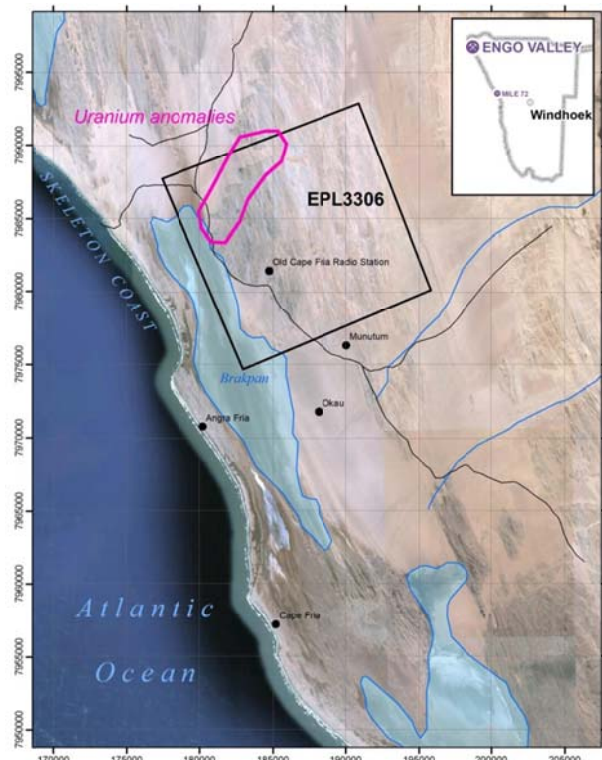 ENGO VALLEY
MILE 72
Windhoek
Uranium anomalies
EPL3306
SKELETON COAST
Old Cape Fria Radio Station
Munutum
Brakpan
Okau
Angra Fria
Cape Fria
Atlantic
Ocean
7995000
7990000
7985000
7980000
7975000
7970000
7965000
7960000
7955000
7950000
170000
175000
180000
185000
190000
195000
200000
205000